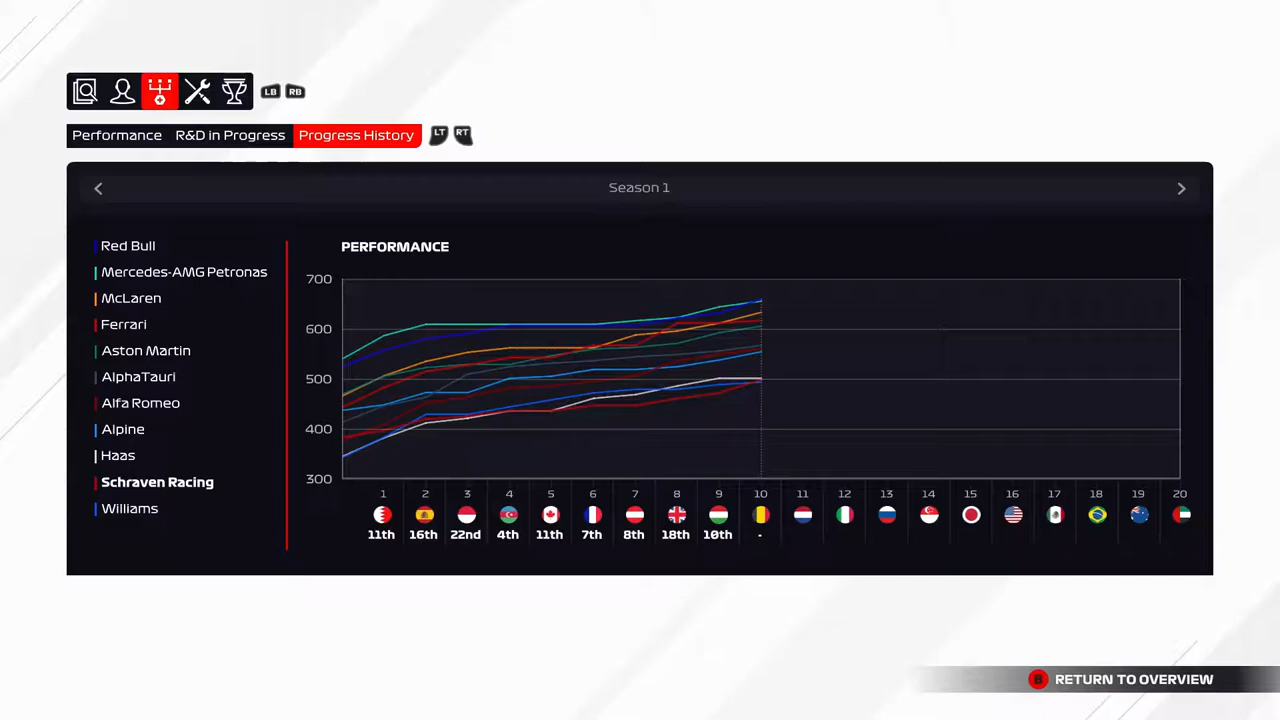 LB RB
Performance R&D in Progress Progress History LT RT
Season 1
Red Bull
Mercedes-AMG Petronas
McLaren
Ferrari
Aston Martin
AlphaTauri
Alfa Romeo
Alpine
Haas
Schraven Racing
Williams
PERFORMANCE
700
600
500
400
300
1 2 3 4 5 6 7 8 9 10 11 12 13 14 15 16 17 18 19 20
11th 16th 22nd 4th 11th 7th 8th 18th 10th -
B RETURN TO OVERVIEW